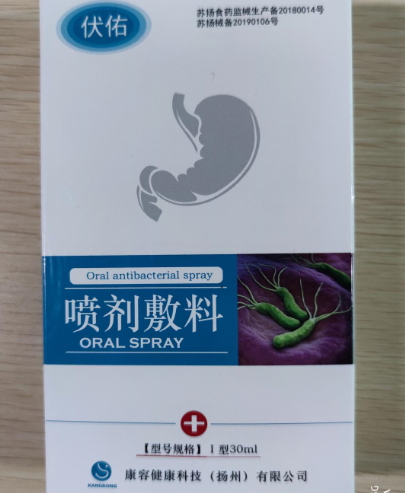 伏佑
苏扬食药监械生产备20180014号
苏扬械备20190106号
Oral antibacterial spray
喷剂敷料
ORAL SPRAY
【型号规格】1型30ml
康容健康科技（扬州）有限公司